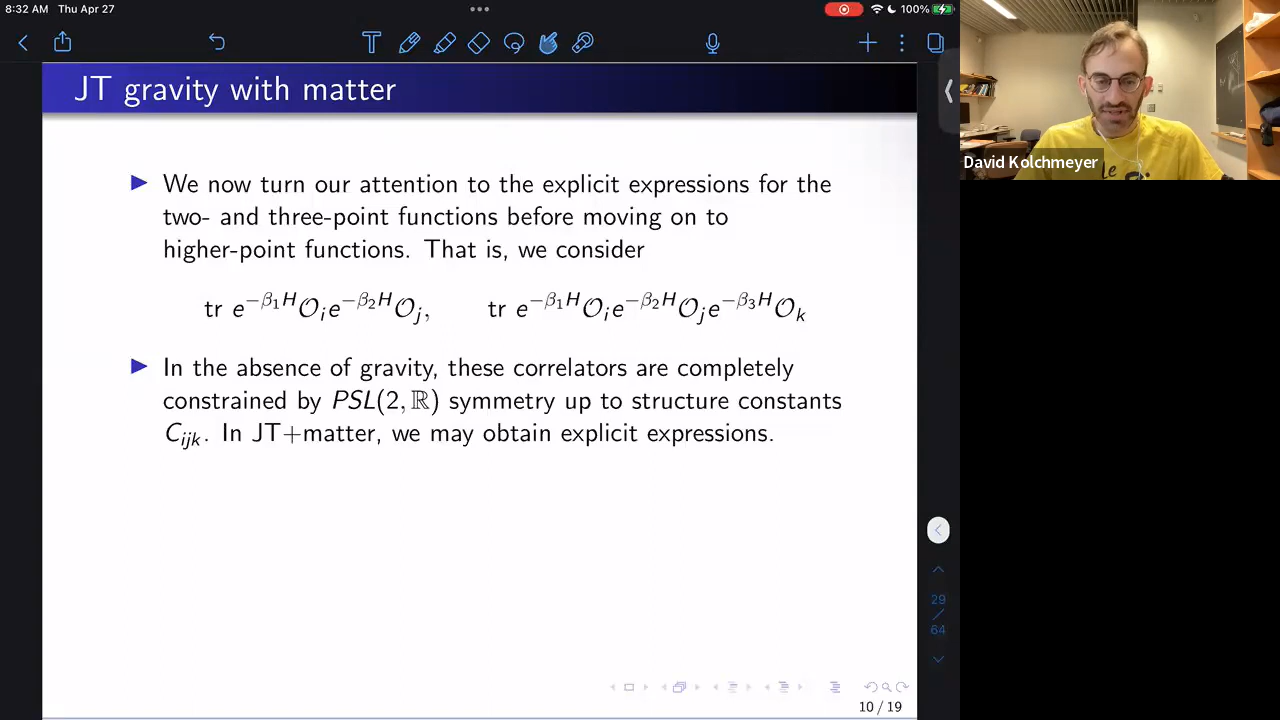 8:32 AM Thu Apr 27
100%
JT gravity with matter
We now turn our attention to the explicit expressions for the
two- and three-point functions before moving on to
higher-point functions. That is, we consider
tr e^{-β₁H}𝒪ᵢe^{-β₂H}𝒪ⱼ, tr e^{-β₁H}𝒪ᵢe^{-β₂H}𝒪ⱼe^{-β₃H}𝒪ₖ
In the absence of gravity, these correlators are completely
constrained by PSL(2, ℝ) symmetry up to structure constants
Cᵢⱼₖ. In JT+matter, we may obtain explicit expressions.
10 / 19
29
/
64
David Kolchmeyer